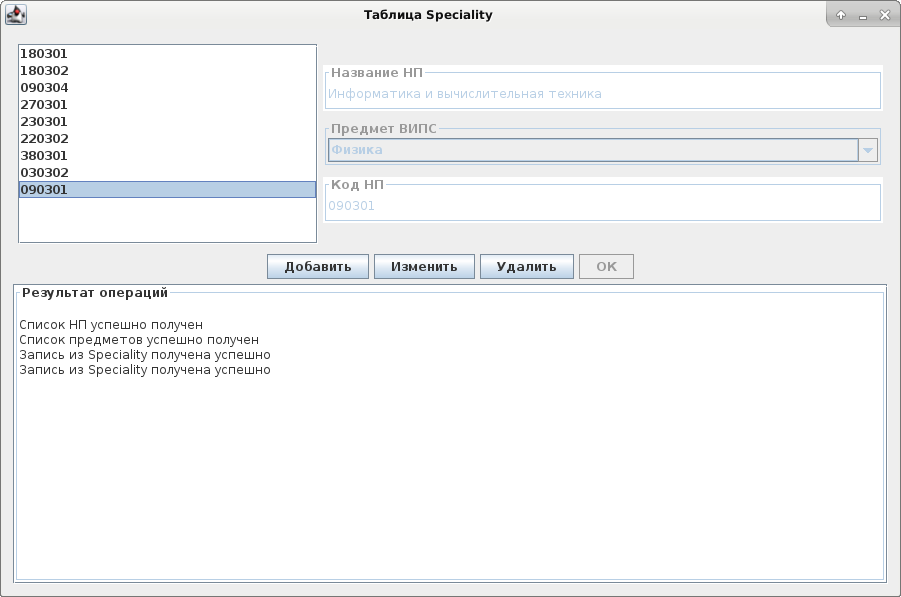 Таблица Speciality
180301
180302
090304
270301
230301
220302
380301
030302
090301
Название НП
Информатика и вычислительная техника
Предмет ВИПС
Физика
Код НП
090301
Добавить
Изменить
Удалить
OK
Результат операций
Список НП успешно получен
Список предметов успешно получен
Запись из Speciality получена успешно
Запись из Speciality получена успешно